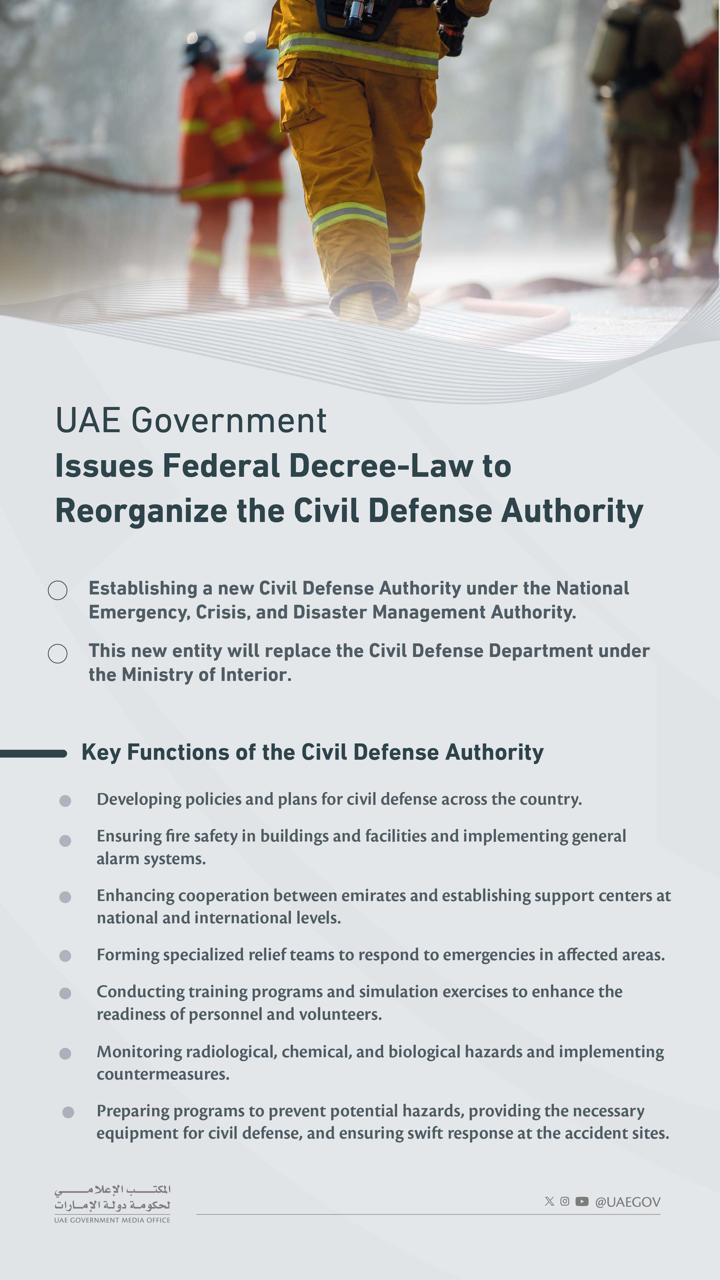 UAE Government
Issues Federal Decree-Law to
Reorganize the Civil Defense Authority
Establishing a new Civil Defense Authority under the National
Emergency, Crisis, and Disaster Management Authority.
This new entity will replace the Civil Defense Department under
the Ministry of Interior.
Key Functions of the Civil Defense Authority
Developing policies and plans for civil defense across the country.
Ensuring fire safety in buildings and facilities and implementing general
alarm systems.
Enhancing cooperation between emirates and establishing support centers at
national and international levels.
Forming specialized relief teams to respond to emergencies in affected areas.
Conducting training programs and simulation exercises to enhance the
readiness of personnel and volunteers.
Monitoring radiological, chemical, and biological hazards and implementing
countermeasures.
Preparing programs to prevent potential hazards, providing the necessary
equipment for civil defense, and ensuring swift response at the accident sites.
المكتـــب الإعلامـــي
لحكومـة دولـة الإمـــارات
UAE GOVERNMENT MEDIA OFFICE
@UAEGOV